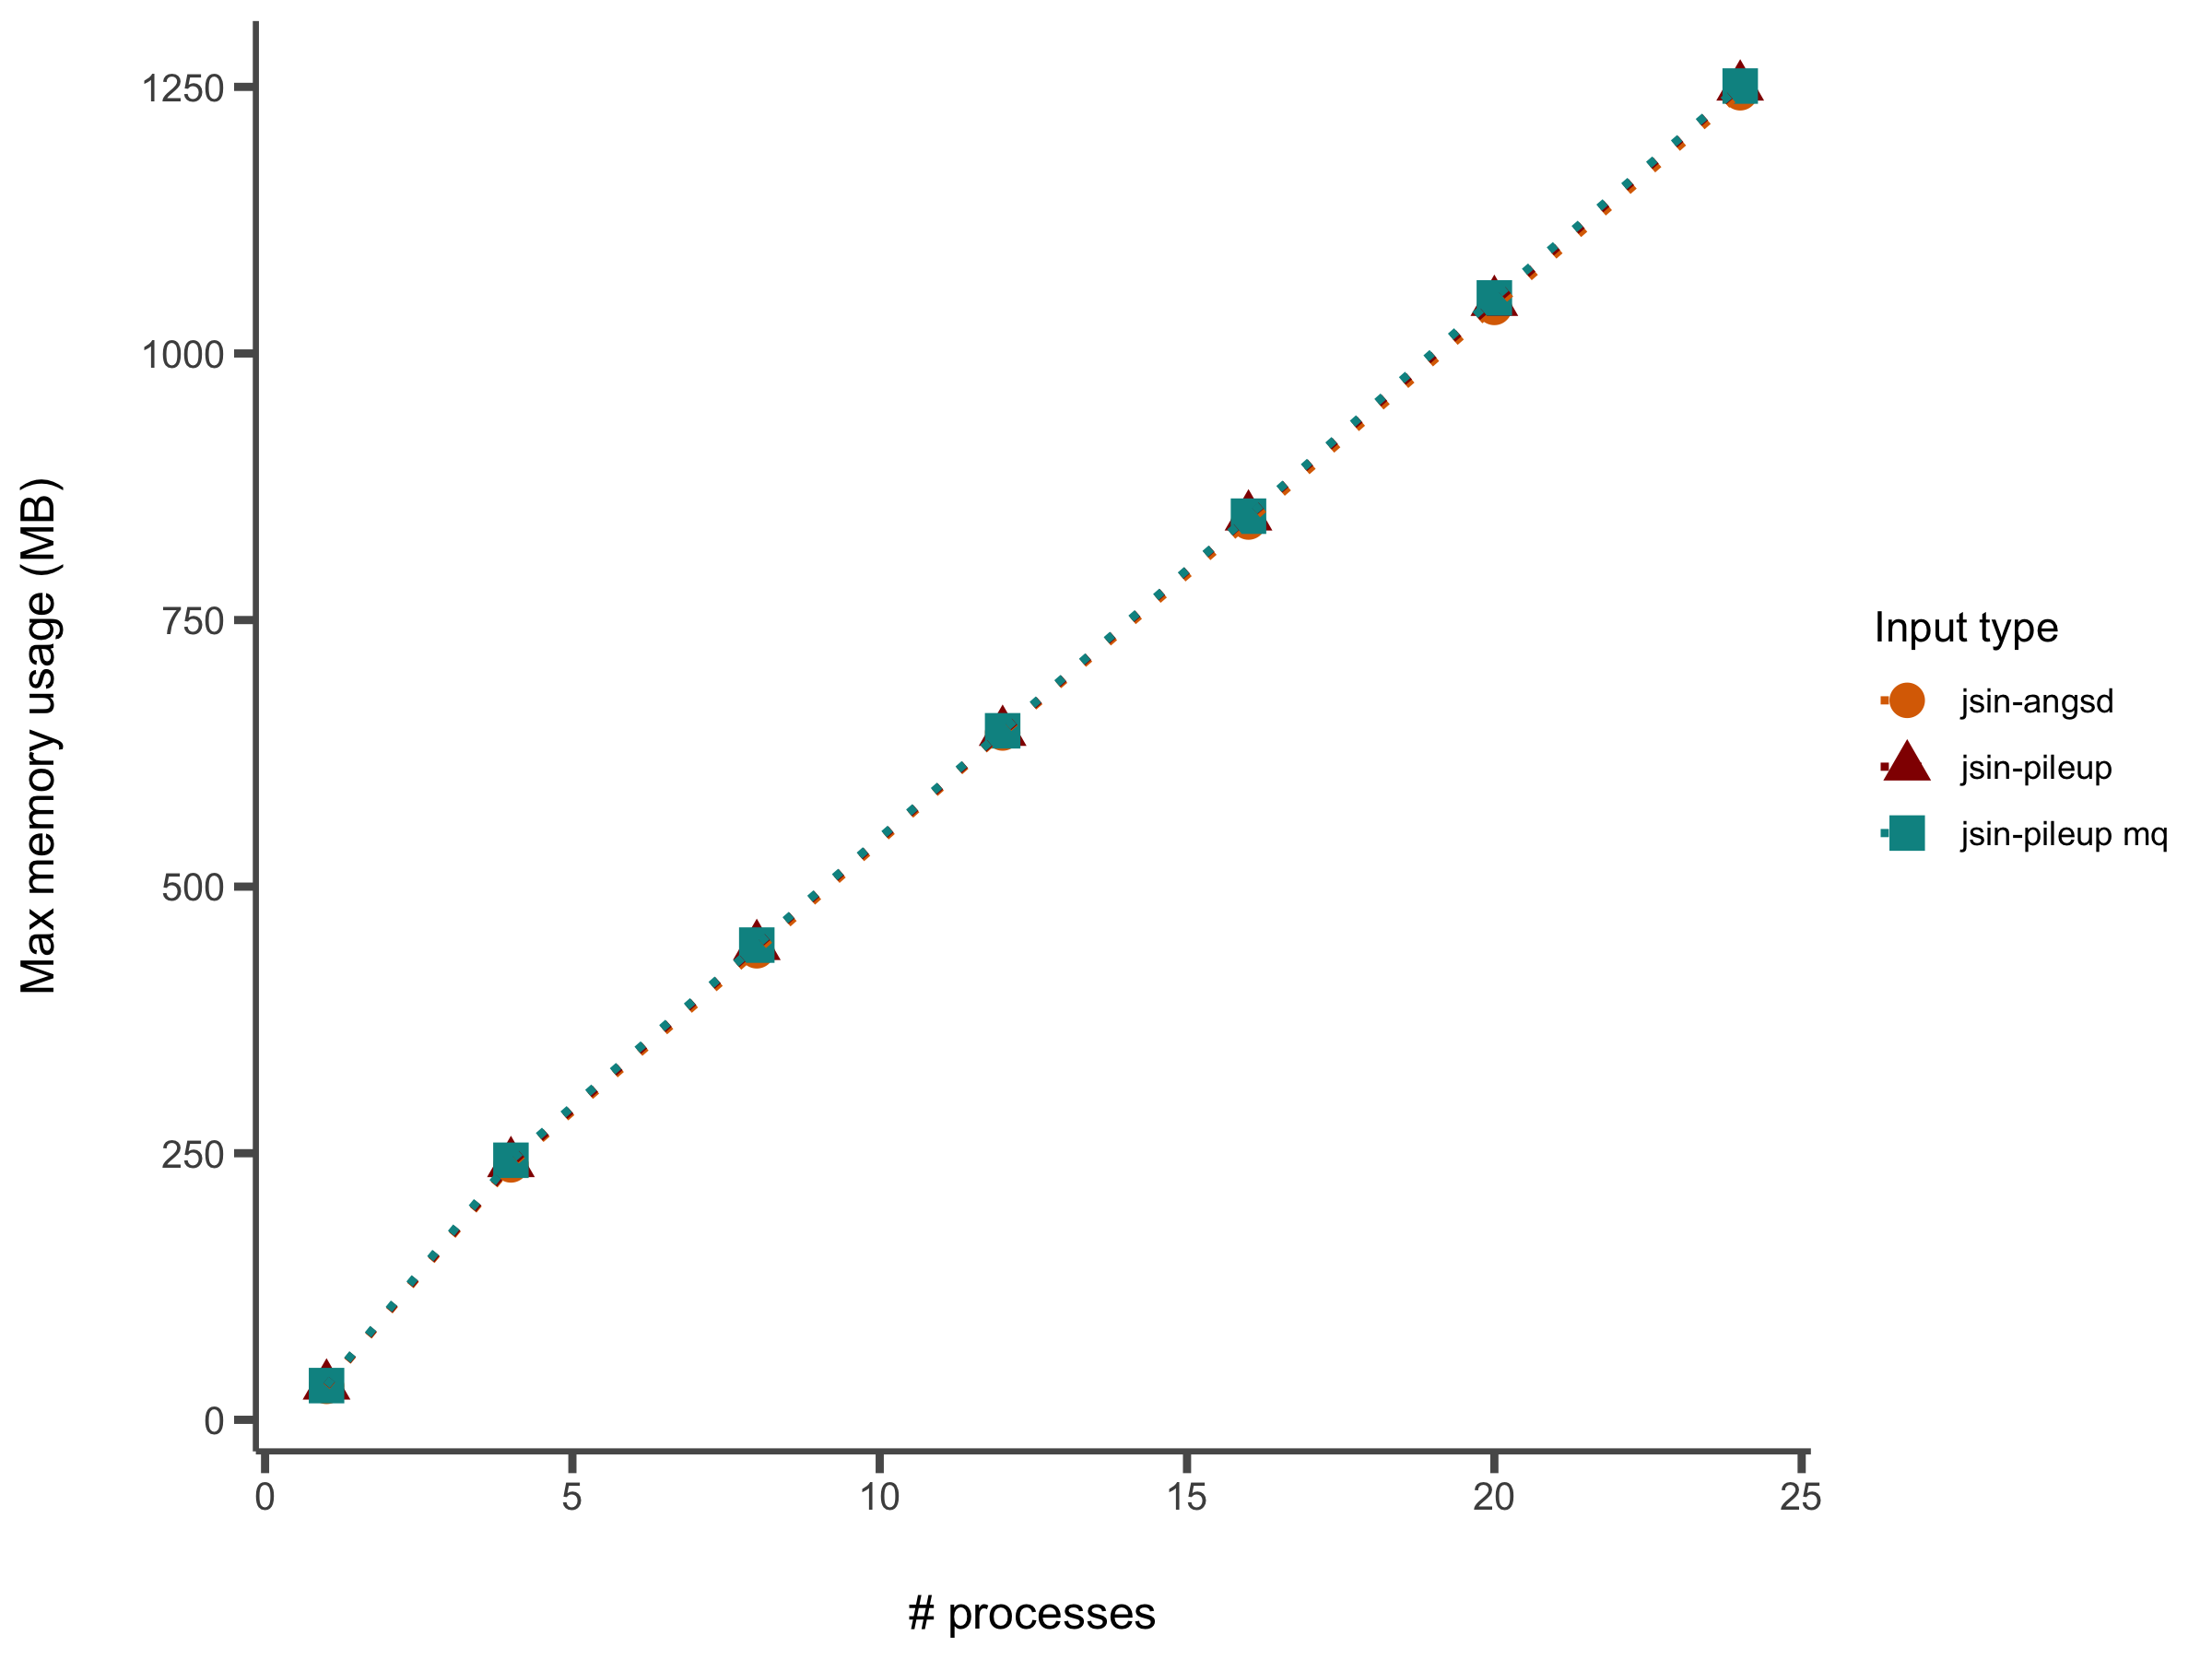 Max memory usage (MB)
1250
1000
750
500
250
0
0 5 10 15 20 25
# processes
Input type
jsin-angsd
jsin-pileup
jsin-pileup mq